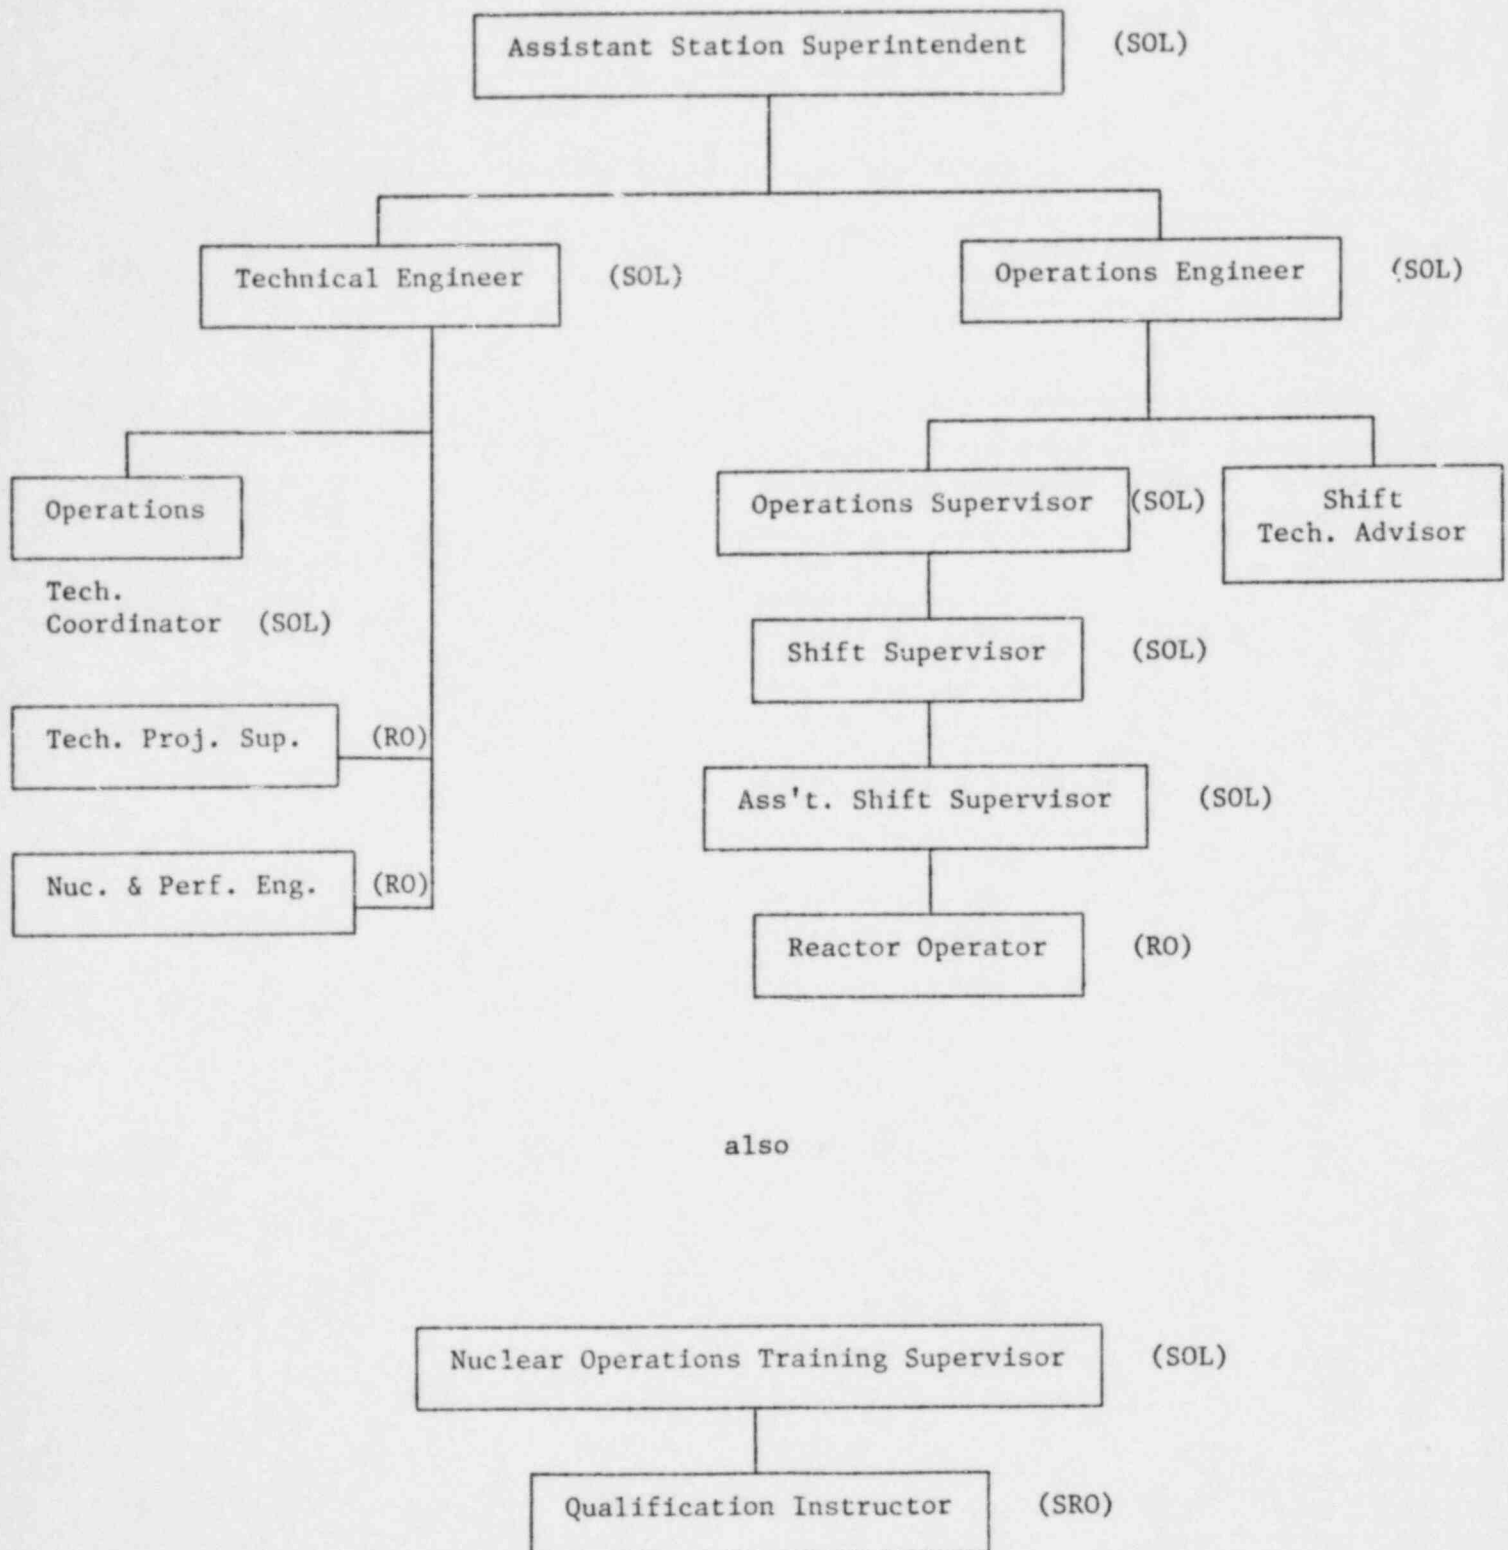 Assistant Station Superintendent (SOL)
Technical Engineer (SOL)
Operations Engineer (SOL)
Operations
Tech.
Coordinator (SOL)
Tech. Proj. Sup. (RO)
Nuc. & Perf. Eng. (RO)
Operations Supervisor (SOL)
Shift
Tech. Advisor
Shift Supervisor (SOL)
Ass't. Shift Supervisor (SOL)
Reactor Operator (RO)
also
Nuclear Operations Training Supervisor (SOL)
Qualification Instructor (SRO)